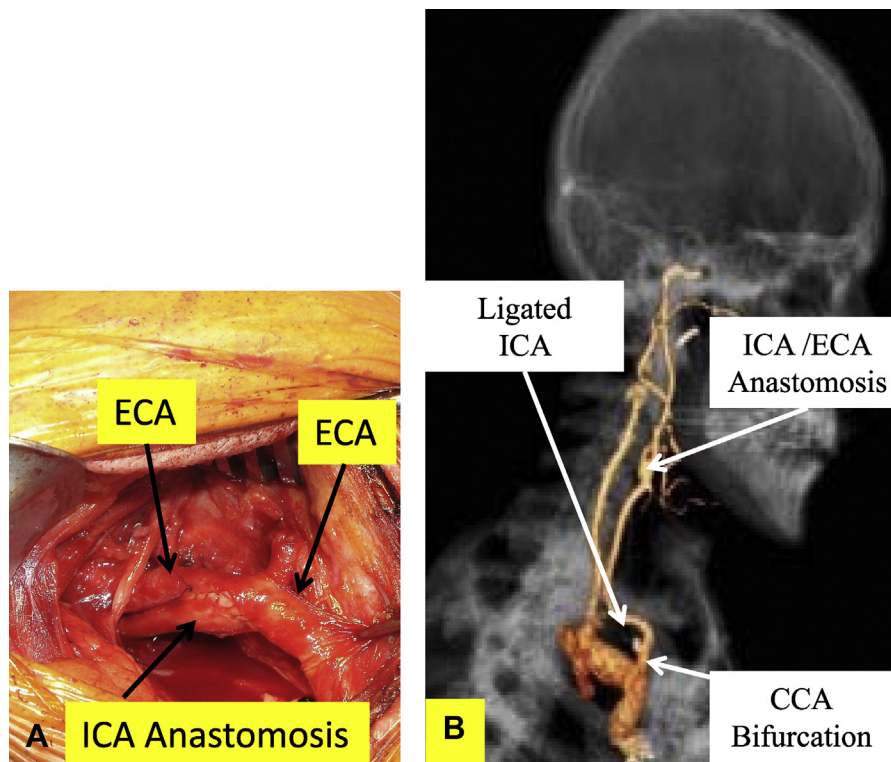 ECA
ECA
ICA Anastomosis
A
Ligated
ICA
ICA /ECA
Anastomosis
CCA
Bifurcation
B